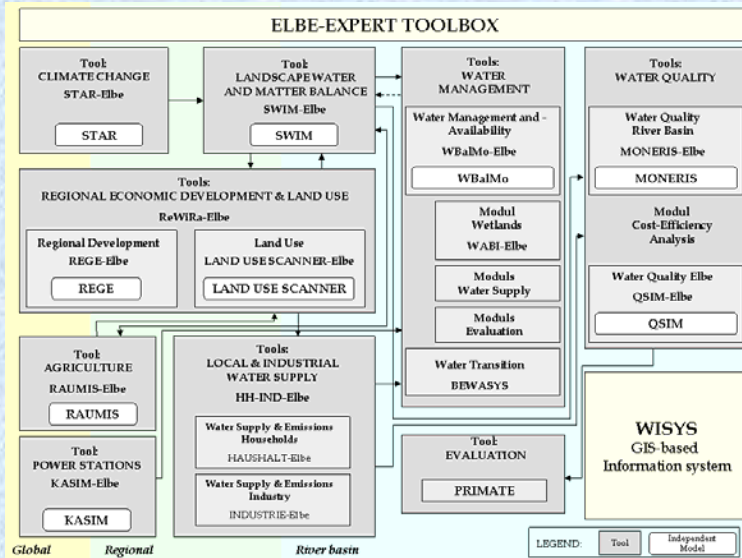 ELBE-EXPERT TOOLBOX
Tool:
CLIMATE CHANGE
STAR-Elbe
STAR
Tool:
LANDSCAPE WATER
AND MATTER BALANCE
SWIM-Elbe
SWIM
Tools:
WATER
MANAGEMENT
Water Management and -
Availability
WBalMo-Elbe
WBalMo
Modul
Wetlands
WABI-Elbe
Moduls
Water Supply
Moduls
Evaluation
Water Transition
BEWASYS
Tools:
WATER QUALITY
Water Quality
River Basin
MONERIS-Elbe
MONERIS
Modul
Cost-Efficiency
Analysis
Water Quality Elbe
QSIM-Elbe
QSIM
Tools:
REGIONAL ECONOMIC DEVELOPMENT & LAND USE
ReWiRa-Elbe
Regional Development
REGE-Elbe
REGE
Land Use
LAND USE SCANNER-Elbe
LAND USE SCANNER
Tool:
AGRICULTURE
RAUMIS-Elbe
RAUMIS
Tool:
POWER STATIONS
KASIM-Elbe
KASIM
Tools:
LOCAL & INDUSTRIAL
WATER SUPPLY
HH-IND-Elbe
Water Supply & Emissions
Households
HAUSHALT-Elbe
Water Supply & Emissions
Industry
INDUSTRIE-Elbe
Tool:
EVALUATION
PRIMATE
WISYS
GIS-based
Information system
Global
Regional
River basin
LEGEND:
Tool
Independent
Model